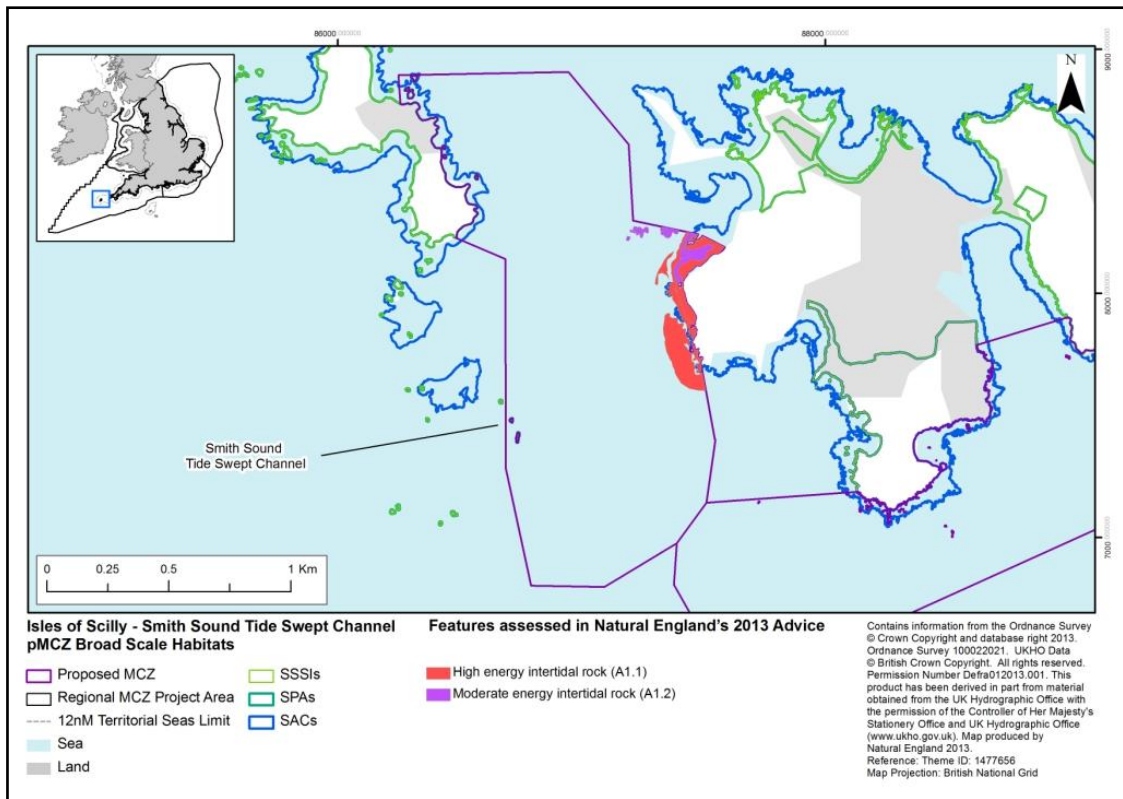 86000.000000
88000.000000
9000.000000
N
8000.000000
Smith Sound
Tide Swept Channel
7000.000000
0 0.25 0.5 1 Km
Isles of Scilly - Smith Sound Tide Swept Channel
pMCZ Broad Scale Habitats
Proposed MCZ
Regional MCZ Project Area
12nM Territorial Seas Limit
Sea
Land
SSSIs
SPAs
SACs
Features assessed in Natural England's 2013 Advice
High energy intertidal rock (A1.1)
Moderate energy intertidal rock (A1.2)
Contains information from the Ordnance Survey
© Crown Copyright and database right 2013.
Ordnance Survey 100022021. UKHO Data
© British Crown Copyright. All rights reserved.
Permission Number Defra012013.001. This
product has been derived in part from material
obtained from the UK Hydrographic Office with
the permission of the Controller of Her Majesty's
Stationery Office and UK Hydrographic Office
(www.ukho.gov.uk). Map produced by
Natural England 2013.
Reference: Theme ID: 1477656
Map Projection: British National Grid